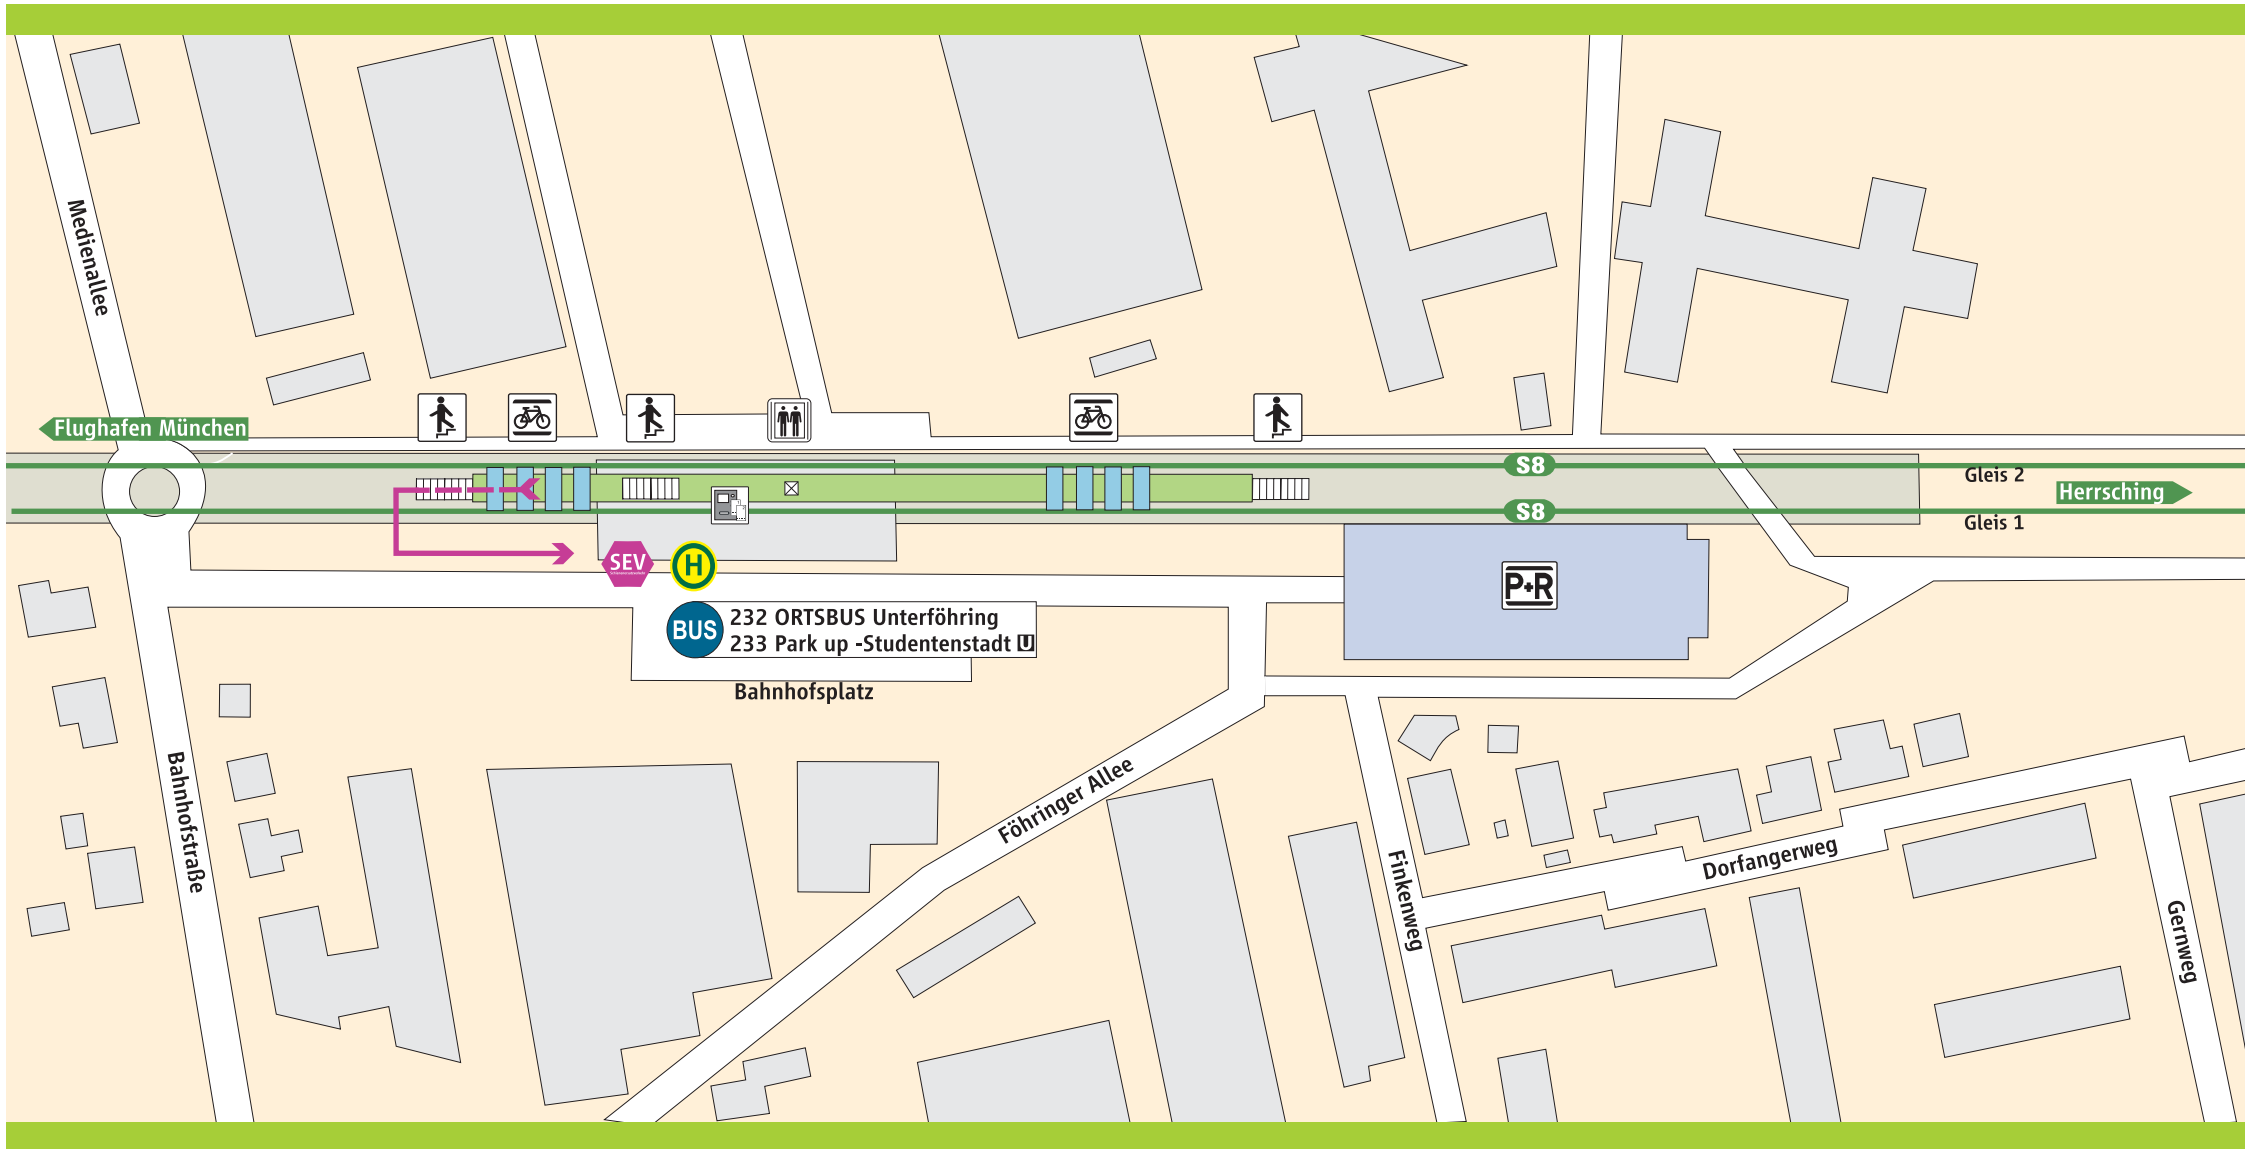 Medienallee
Flughafen München
S8
Gleis 2
Herrsching
S8
Gleis 1
SEV
H
P+R
BUS
232 ORTSBUS Unterföhring
233 Park up -Studentenstadt U
Bahnhofsplatz
Bahnhofstraße
Föhringer Allee
Finkenweg
Dorfangerweg
Gernweg